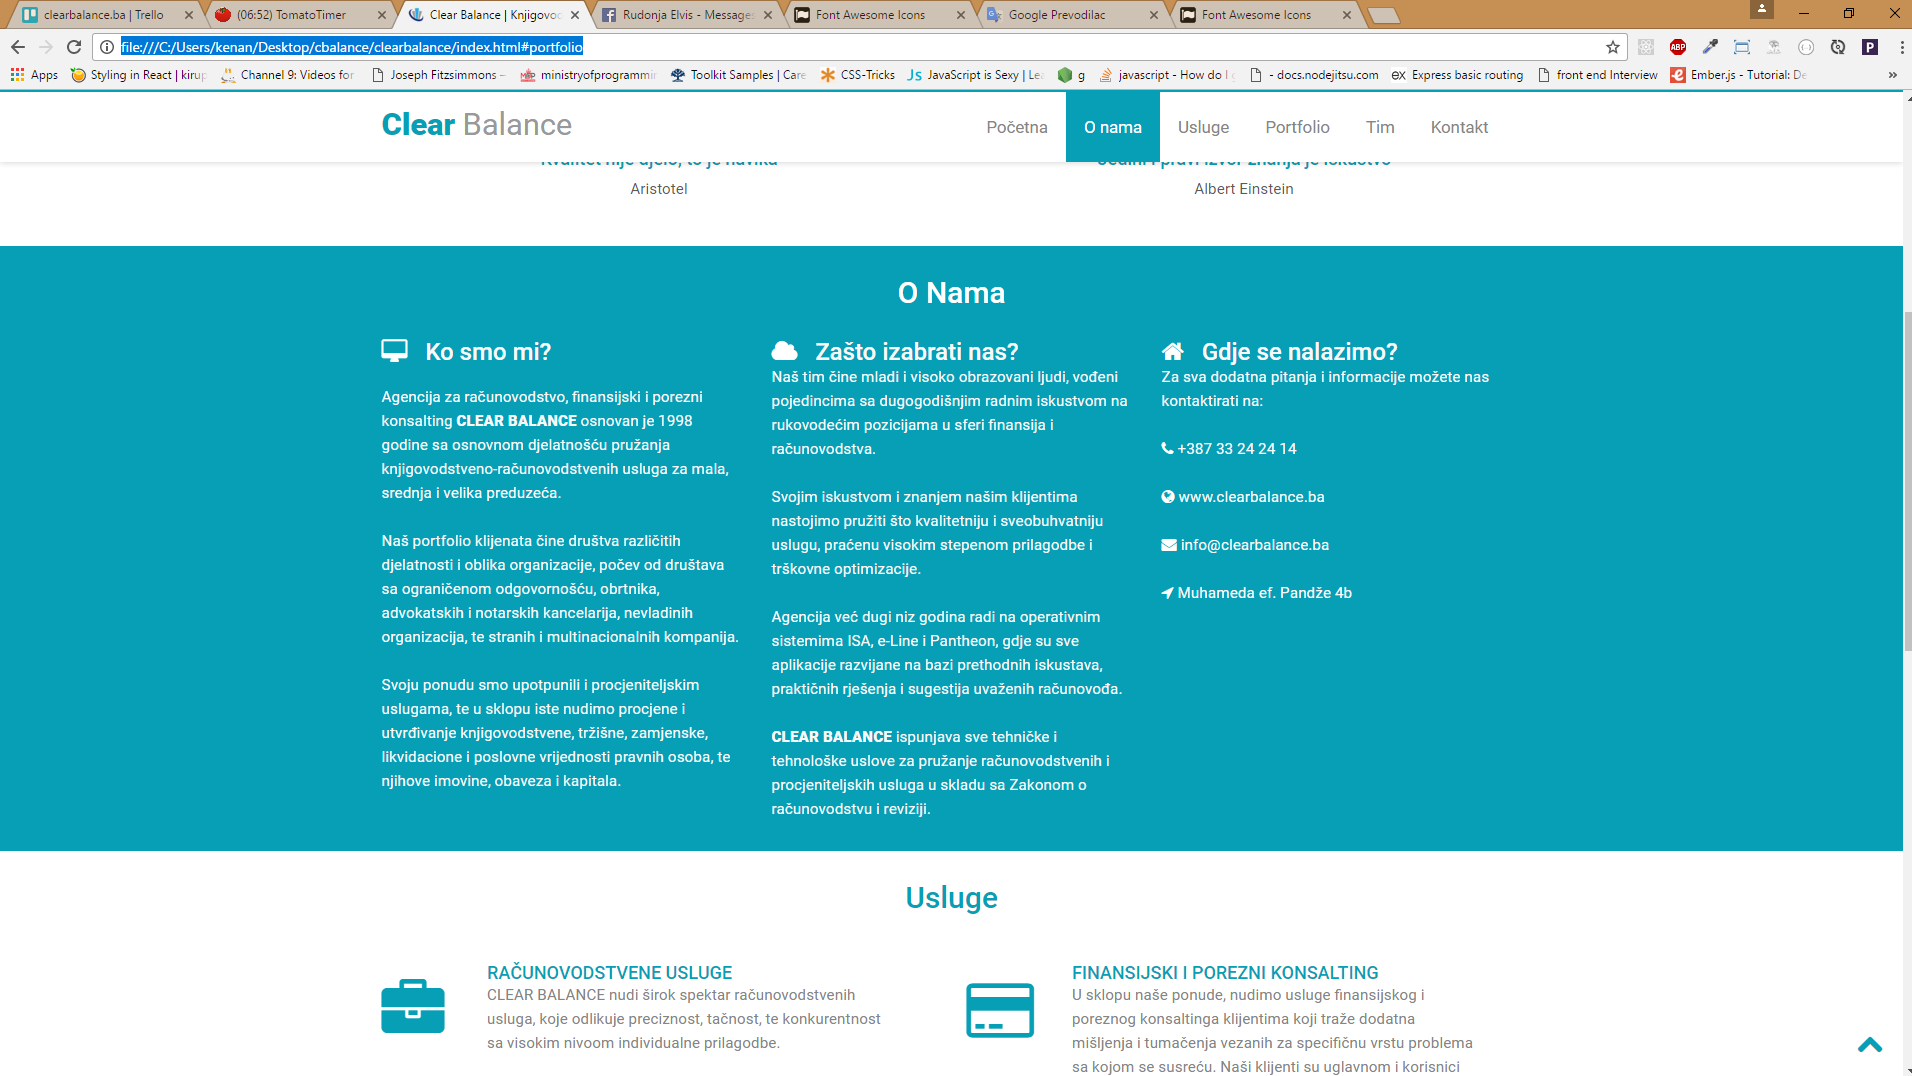 clearbalance.ba | Trello
(06:52) TomatoTimer
Clear Balance | Knjigovo
Rudonja Elvis - Message
Font Awesome Icons
Google Prevodilac
Font Awesome Icons
file:///C:/Users/kenan/Desktop/cbalance/clearbalance/index.html#portfolio
Apps
Styling in React | kirup
Channel 9: Videos for
Joseph Fitzsimmons -
ministryofprogrammin
Toolkit Samples | Care
CSS-Tricks
JavaScript is Sexy | Le
g
javascript - How do I
- docs.nodejitsu.com
Express basic routing
front end Interview
Ember.js - Tutorial: De
Clear Balance
Početna
O nama
Usluge
Portfolio
Tim
Kontakt
Kvalitet nije djelo, to je navika
Jedini i pravi izvor znanja je iskustvo
Aristotel
Albert Einstein
O Nama
Ko smo mi?
Agencija za računovodstvo, finansijski i porezni
konsalting CLEAR BALANCE osnovan je 1998
godine sa osnovnom djelatnošću pružanja
knjigovodstveno-računovodstvenih usluga za mala,
srednja i velika preduzeća.
Naš portfolio klijenata čine društva različitih
djelatnosti i oblika organizacije, počev od društava
sa ograničenom odgovornošću, obrtnika,
advokatskih i notarskih kancelarija, nevladinih
organizacija, te stranih i multinacionalnih kompanija.
Svoju ponudu smo upotpunili i procjeniteljskim
uslugama, te u sklopu iste nudimo procjene i
utvrđivanje knjigovodstvene, tržišne, zamjenske,
likvidacione i poslovne vrijednosti pravnih osoba, te
njihove imovine, obaveza i kapitala.
Zašto izabrati nas?
Naš tim čine mladi i visoko obrazovani ljudi, vođeni
pojedincima sa dugogodišnjim radnim iskustvom na
rukovodećim pozicijama u sferi finansija i
računovodstva.
Svojim iskustvom i znanjem našim klijentima
nastojimo pružiti što kvalitetniju i sveobuhvatniju
uslugu, praćenu visokim stepenom prilagodbe i
trškovne optimizacije.
Agencija već dugi niz godina radi na operativnim
sistemima ISA, e-Line i Pantheon, gdje su sve
aplikacije razvijane na bazi prethodnih iskustava,
praktičnih rješenja i sugestija uvaženih računovođa.
CLEAR BALANCE ispunjava sve tehničke i
tehnološke uslove za pružanje računovodstvenih i
procjeniteljskih usluga u skladu sa Zakonom o
računovodstvu i reviziji.
Gdje se nalazimo?
Za sva dodatna pitanja i informacije možete nas
kontaktirati na:
+387 33 24 24 14
www.clearbalance.ba
info@clearbalance.ba
Muhameda ef. Pandže 4b
Usluge
RAČUNOVODSTVENE USLUGE
CLEAR BALANCE nudi širok spektar računovodstvenih
usluga, koje odlikuje preciznost, tačnost, te konkurentnost
sa visokim nivoom individualne prilagodbe.
FINANSIJSKI I POREZNI KONSALTING
U sklopu naše ponude, nudimo usluge finansijskog i
poreznog konsaltinga klijentima koji traže dodatna
mišljenja i tumačenja vezanih za specifičnu vrstu problema
sa kojom se susreću. Naši klijenti su uglavnom i korisnici